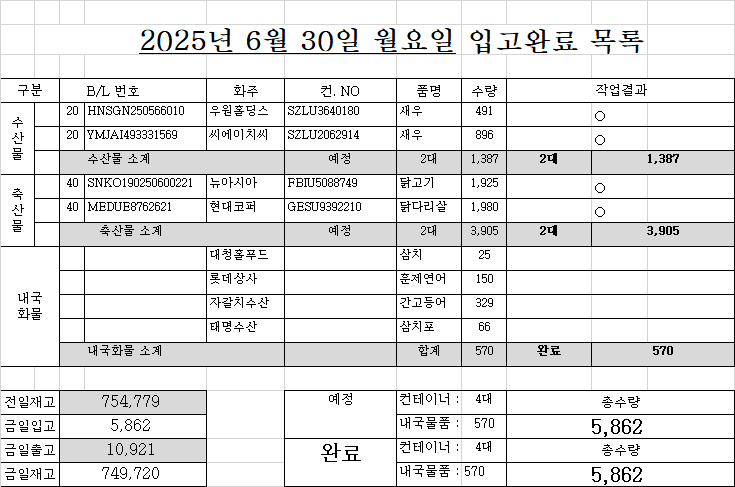 2025년 6월 30일 월요일 입고완료 목록
구분 B/L 번호 화주 컨. NO 품명 수량 작업결과
수산물
20 HNSGN250566010 우원홀딩스 SZLU3640180 새우 491 ○
20 YMJAI493331569 씨에이치씨 SZLU2062914 새우 896 ○
수산물 소계 예정 2대 1,387 2대 1,387
축산물
40 SNKO190250600221 뉴아시아 FBIU5088749 닭고기 1,925 ○
40 MEDUE8762621 현대코퍼 GESU9392210 닭다리살 1,980 ○
축산물 소계 예정 2대 3,905 2대 3,905
내국화물
대청홀푸드 삼치 25
롯데상사 훈제연어 150
자갈치수산 간고등어 329
태명수산 삼치포 66
내국화물 소계 합계 570 완료 570
전일재고 754,779 예정 컨테이너 : 4대 총수량
금일입고 5,862 내국물품 : 570 5,862
금일출고 10,921 완료 컨테이너 : 4대 총수량
금일재고 749,720 내국물품 : 570 5,862